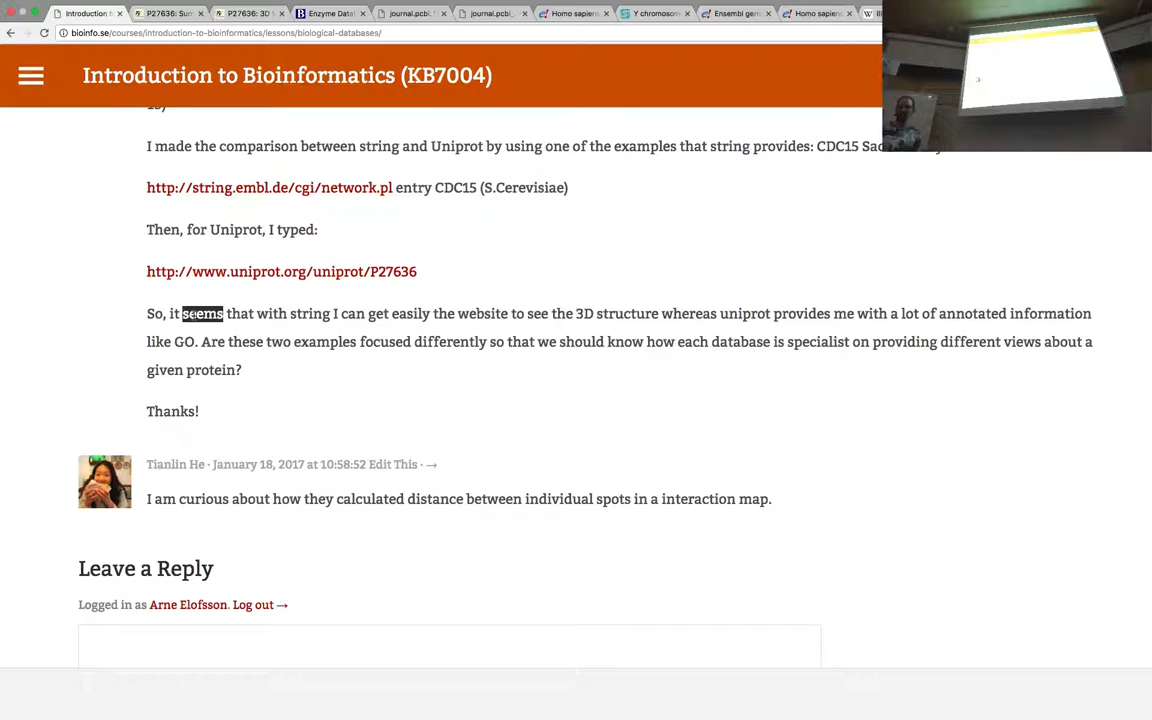 Introduction to
P27636: Sun
P27636: 3D
Enzyme Data
journal.pcbi.1
journal.pcbi_
Homo sapiens
Y chromosom
Ensembl geno
Homo sapiens
bioinfo.se/courses/introduction-to-bioinformatics/lessons/biological-databases/
Introduction to Bioinformatics (KB7004)
I made the comparison between string and Uniprot by using one of the examples that string provides: CDC15
http://string.embl.de/cgi/network.pl entry CDC15 (S.Cerevisiae)
Then, for Uniprot, I typed:
http://www.uniprot.org/uniprot/P27636
So, it seems that with string I can get easily the website to see the 3D structure whereas uniprot provides me with a lot of annotated information
like GO. Are these two examples focused differently so that we should know how each database is specialist on providing different views about a
given protein?
Thanks!
Tianlin He · January 18, 2017 at 10:58:52 Edit This · →
I am curious about how they calculated distance between individual spots in a interaction map.
Leave a Reply
Logged in as Arne Elofsson. Log out →